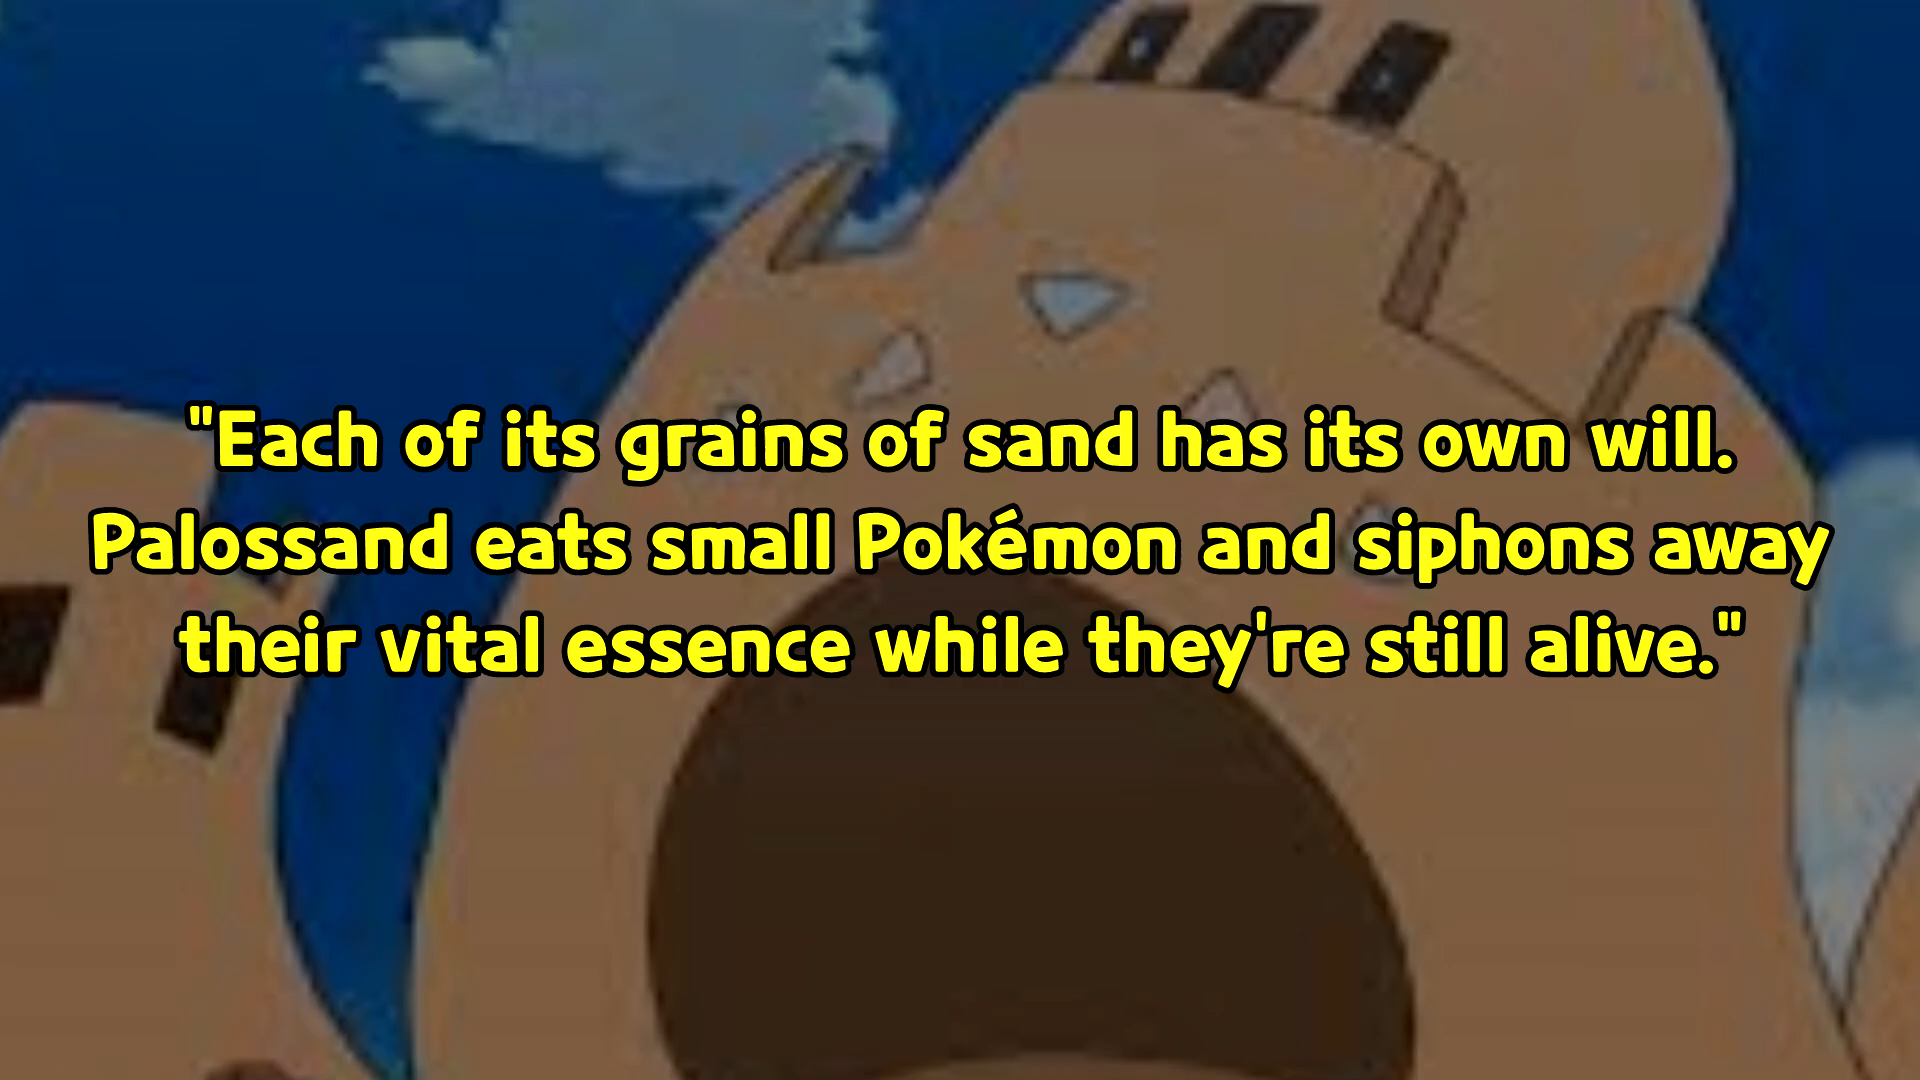 "Each of its grains of sand has its own will.
Palossand eats small Pokémon and siphons away
their vital essence while they're still alive."